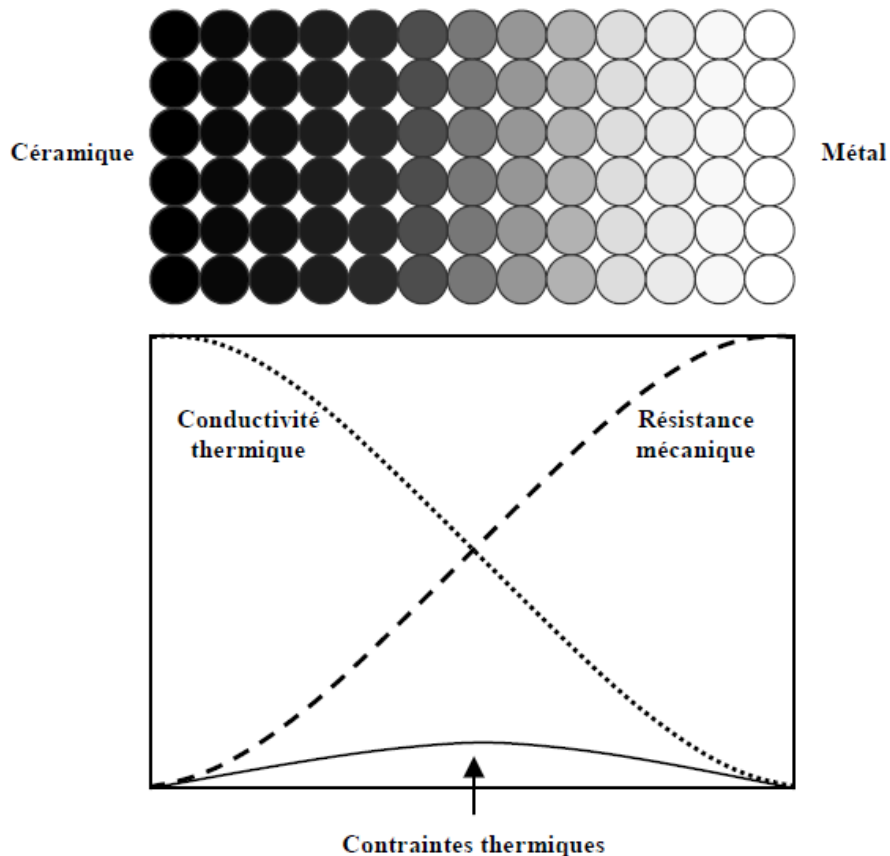 Céramique
Métal
Conductivité
thermique
Résistance
mécanique
Contraintes thermiques